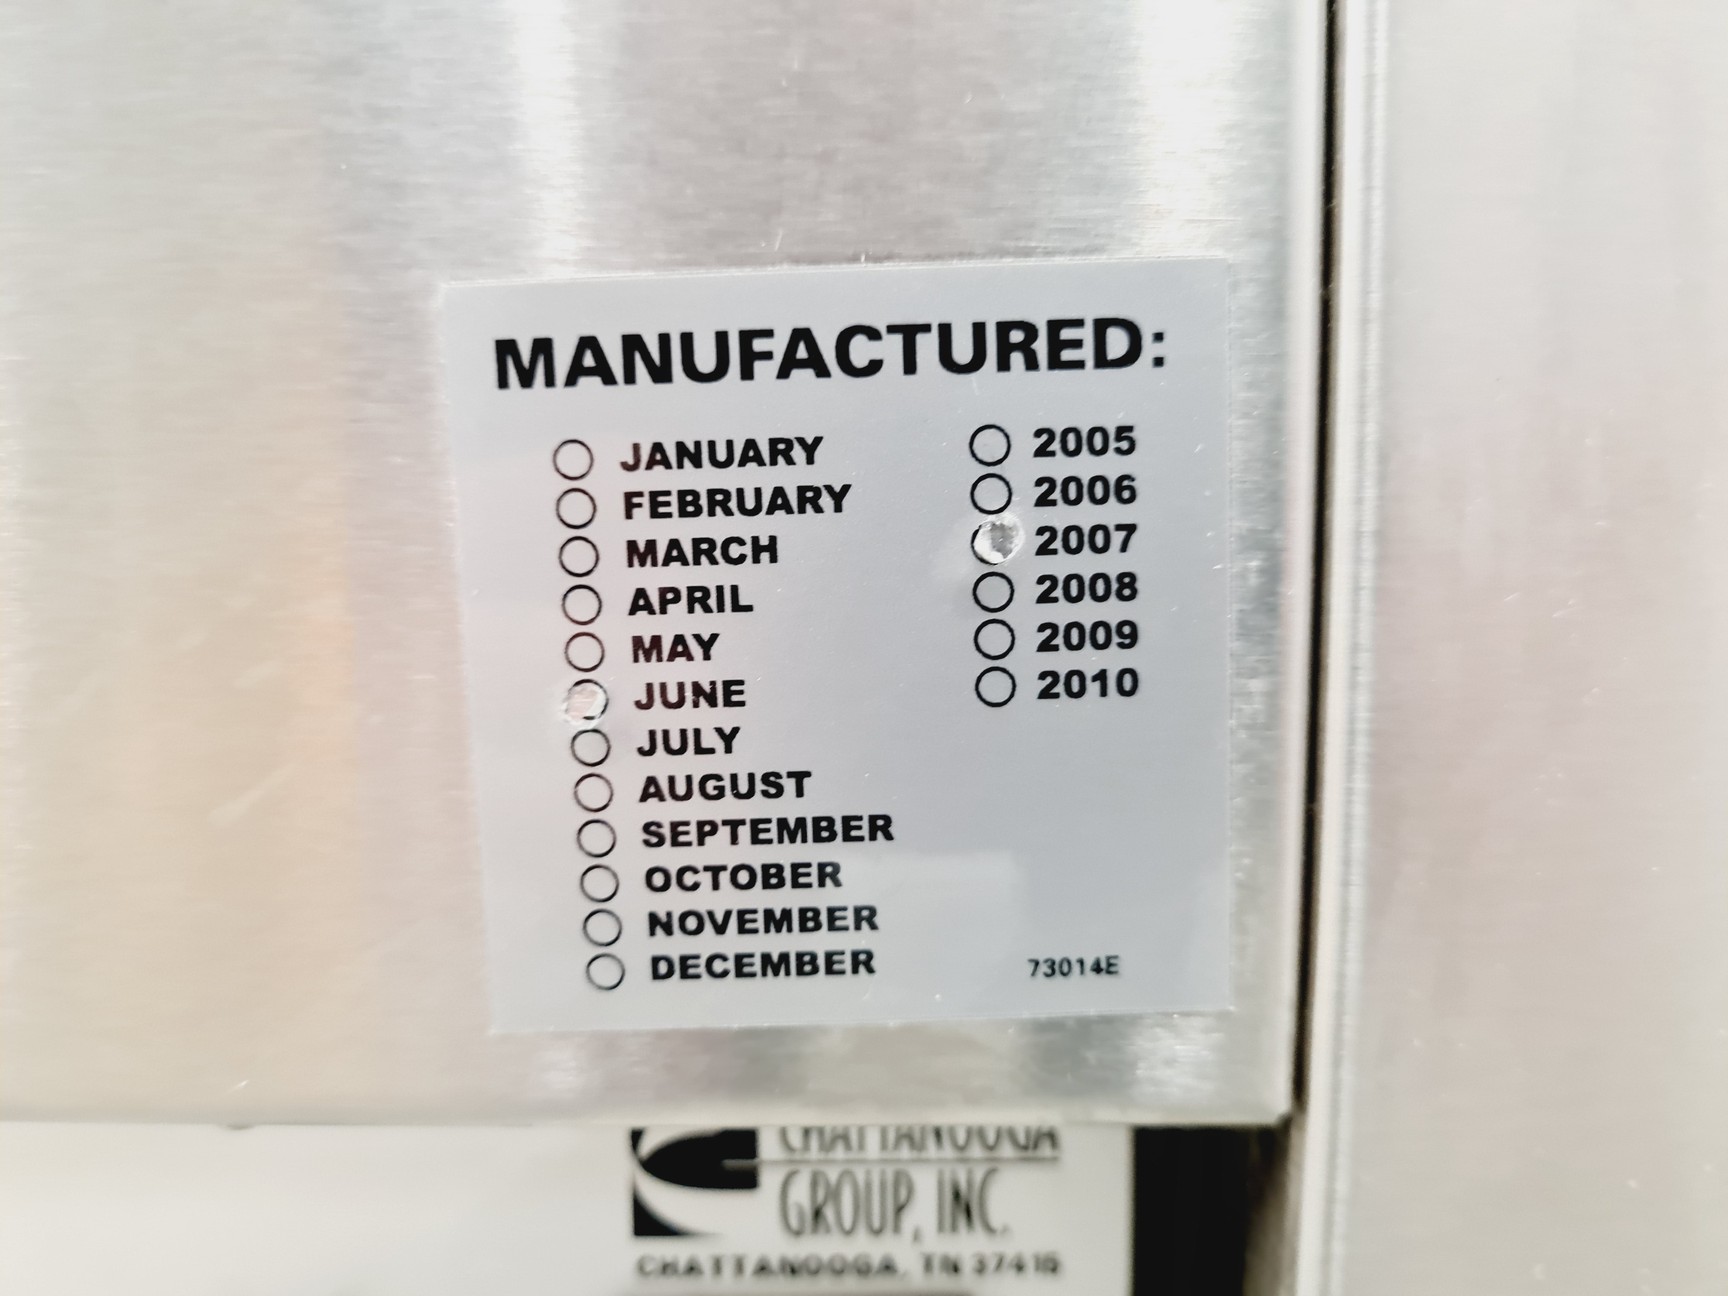 MANUFACTURED:
JANUARY
FEBRUARY
MARCH
APRIL
MAY
JUNE
JULY
AUGUST
SEPTEMBER
OCTOBER
NOVEMBER
DECEMBER
2005
2006
2007
2008
2009
2010
73014E
CHATTANOOGA
GROUP, INC.
CHATTANOOGA, TN 37415